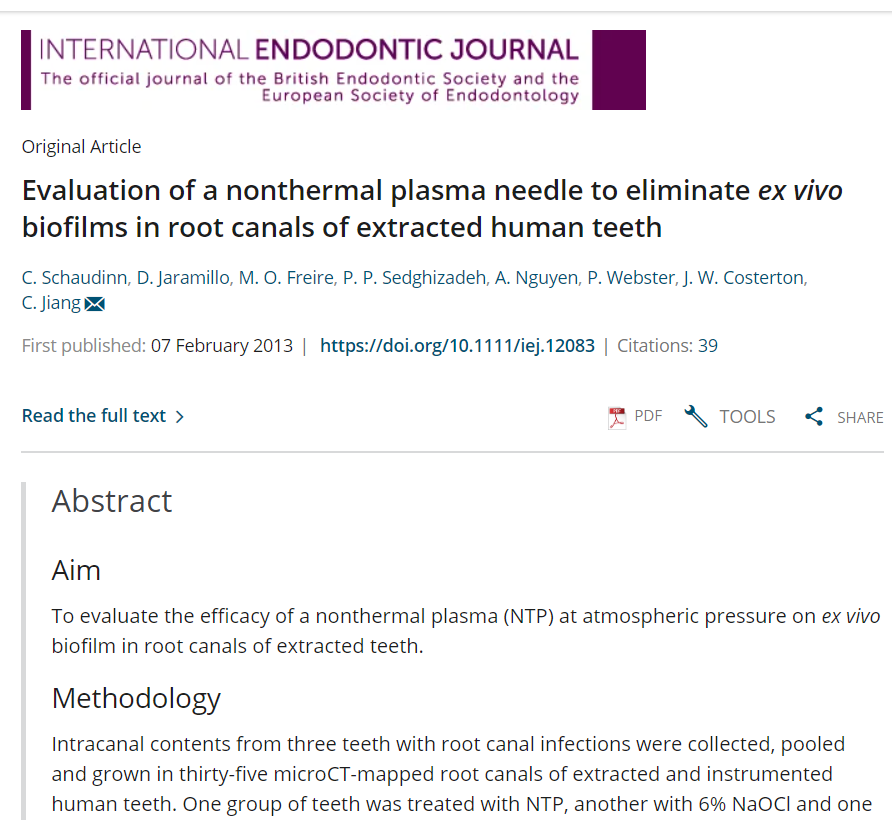 INTERNATIONAL ENDODONTIC JOURNAL
The official journal of the British Endodontic Society and the
European Society of Endodontology
Original Article
Evaluation of a nonthermal plasma needle to eliminate ex vivo
biofilms in root canals of extracted human teeth
C. Schaudinn, D. Jaramillo, M. O. Freire, P. P. Sedghizadeh, A. Nguyen, P. Webster, J. W. Costerton,
C. Jiang
First published: 07 February 2013 | https://doi.org/10.1111/iej.12083 | Citations: 39
Read the full text PDF TOOLS SHARE
Abstract
Aim
To evaluate the efficacy of a nonthermal plasma (NTP) at atmospheric pressure on ex vivo
biofilm in root canals of extracted teeth.
Methodology
Intracanal contents from three teeth with root canal infections were collected, pooled
and grown in thirty-five microCT-mapped root canals of extracted and instrumented
human teeth. One group of teeth was treated with NTP, another with 6% NaOCl and one